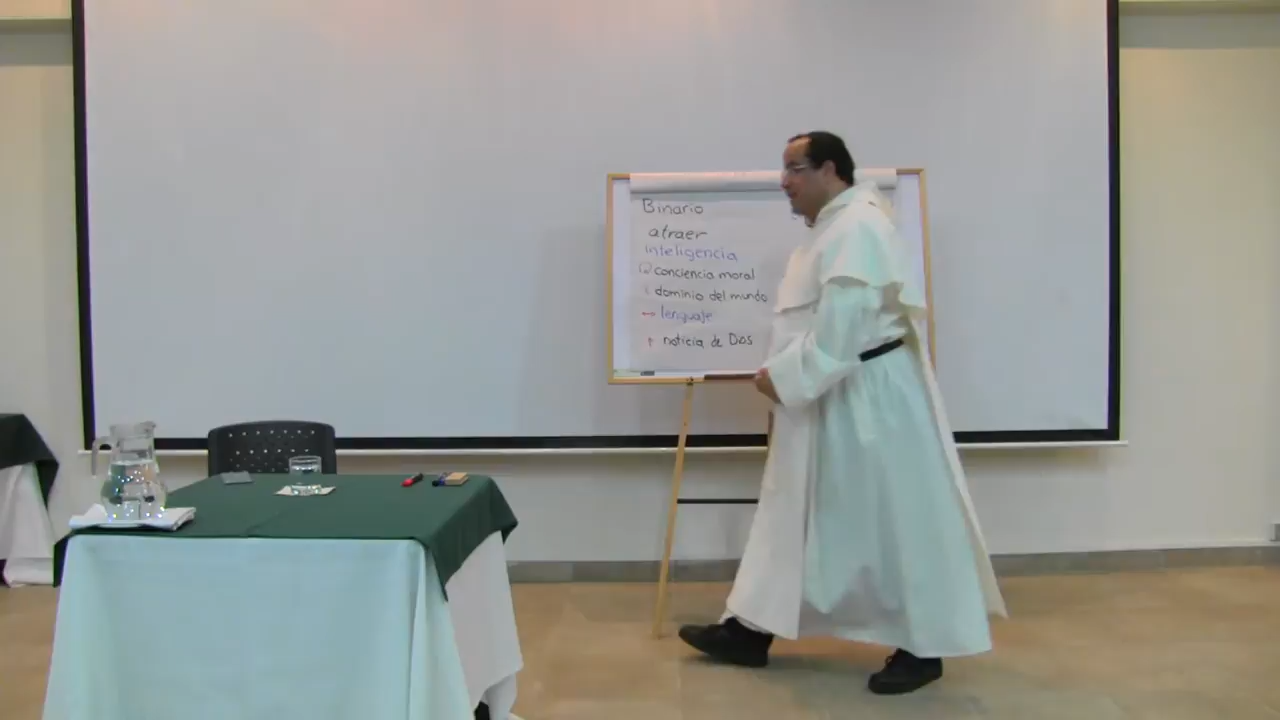 Binario
atraer
inteligencia
conciencia moral
dominio del mundo
↔ lenguaje
↑ noticia de Dios